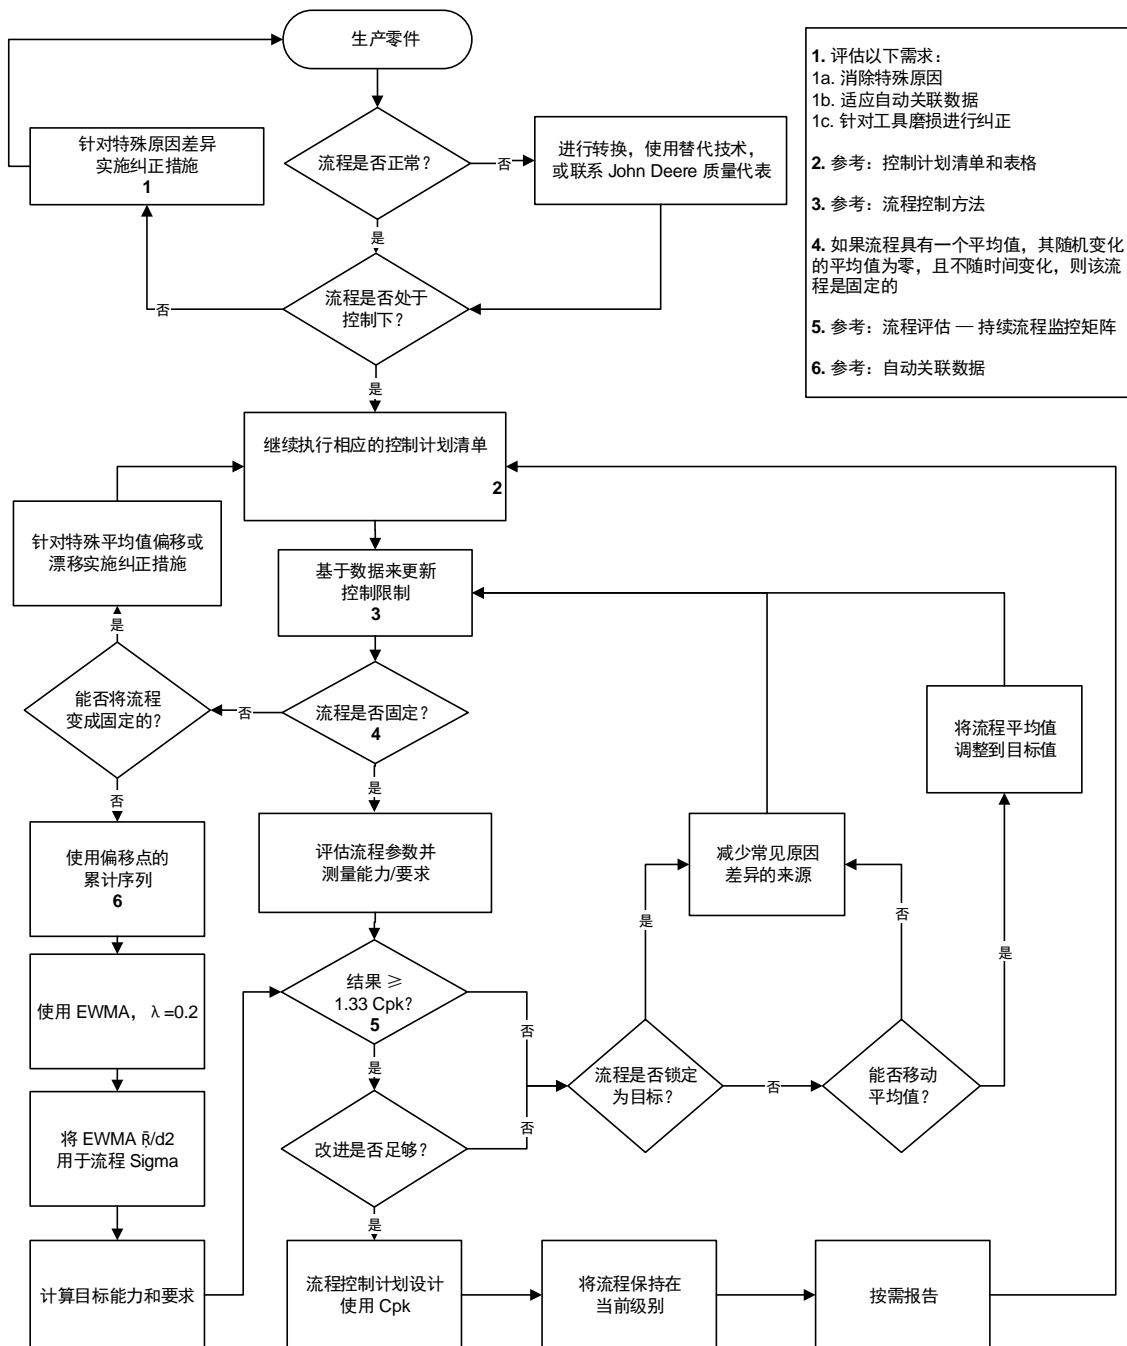 生产零件
流程是否正常？
否
进行转换，使用替代技术，
或联系 John Deere 质量代表
针对特殊原因差异
实施纠正措施
1
是
流程是否处于
控制下？
否
是
1. 评估以下需求：
1a. 消除特殊原因
1b. 适应自动关联数据
1c. 针对工具磨损进行纠正
2. 参考：控制计划清单和表格
3. 参考：流程控制方法
4. 如果流程具有一个平均值，其随机变化
的平均值为零，且不随时间变化，则该流
程是固定的
5. 参考：流程评估 — 持续流程监控矩阵
6. 参考：自动关联数据
继续执行相应的控制计划清单
2
针对特殊平均值偏移或
漂移实施纠正措施
基于数据来更新
控制限制
3
是
能否将流程
变成固定的？
否
流程是否固定？
4
将流程平均值
调整到目标值
否
是
使用偏移点的
累计序列
6
评估流程参数并
测量能力/要求
减少常见原因
差异的来源
是
否
是
使用 EWMA，λ=0.2
结果 ≥
1.33 Cpk？
5
否
是
流程是否锁定
为目标？
否
能否移动
平均值？
将 EWMA R̄/d2
用于流程 Sigma
改进是否足够？
否
是
计算目标能力和要求
流程控制计划设计
使用 Cpk
将流程保持在
当前级别
按需报告